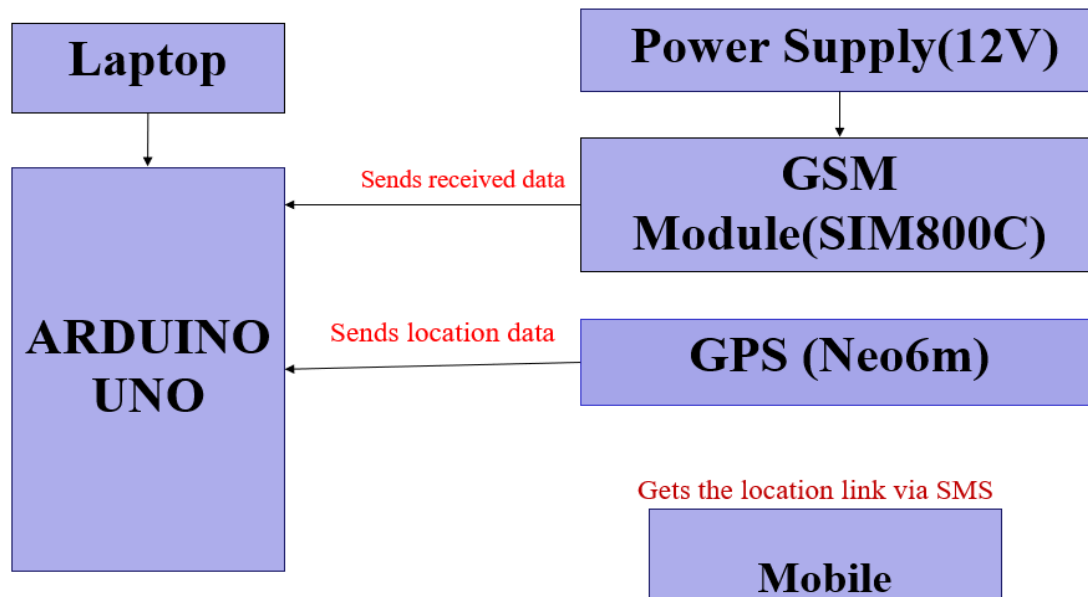 Laptop
Power Supply(12V)
Sends received data
GSM
Module(SIM800C)
ARDUINO
UNO
Sends location data
GPS (Neo6m)
Gets the location link via SMS
Mobile